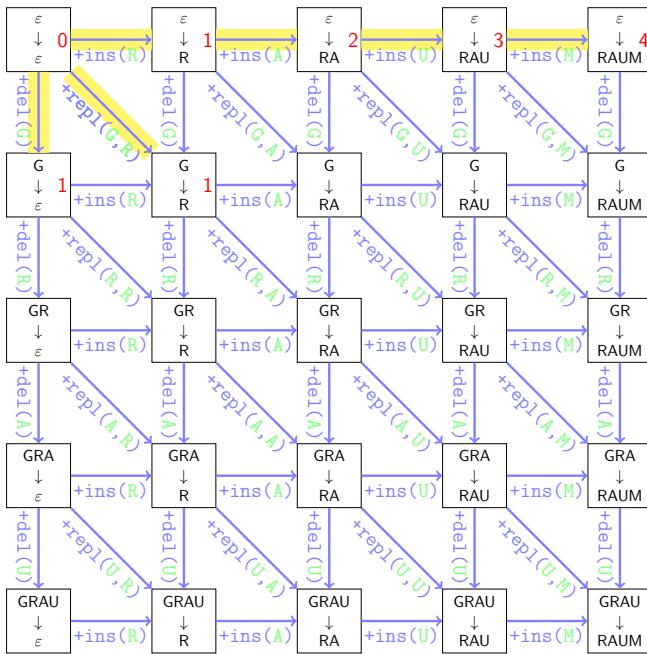 ε ε ε ε ε
↓ 0 ↓ 1 ↓ 2 ↓ 3 ↓ 4
ε +ins(R) R +ins(A) RA +ins(U) RAU +ins(M) RAUM
+del(G) +repl(G,R) +del(G) +repl(G,A) +del(G) +repl(G,U) +del(G) +repl(G,M) +del(G)
G G G G G
↓ 1 ↓ 1 ↓ ↓ ↓
ε +ins(R) R +ins(A) RA +ins(U) RAU +ins(M) RAUM
+del(R) +repl(R,R) +del(R) +repl(R,A) +del(R) +repl(R,U) +del(R) +repl(R,M) +del(R)
GR GR GR GR GR
↓ ↓ ↓ ↓ ↓
ε +ins(R) R +ins(A) RA +ins(U) RAU +ins(M) RAUM
+del(A) +repl(A,R) +del(A) +repl(A,A) +del(A) +repl(A,U) +del(A) +repl(A,M) +del(A)
GRA GRA GRA GRA GRA
↓ ↓ ↓ ↓ ↓
ε +ins(R) R +ins(A) RA +ins(U) RAU +ins(M) RAUM
+del(U) +repl(U,R) +del(U) +repl(U,A) +del(U) +repl(U,U) +del(U) +repl(U,M) +del(U)
GRAU GRAU GRAU GRAU GRAU
↓ ↓ ↓ ↓ ↓
ε +ins(R) R +ins(A) RA +ins(U) RAU +ins(M) RAUM